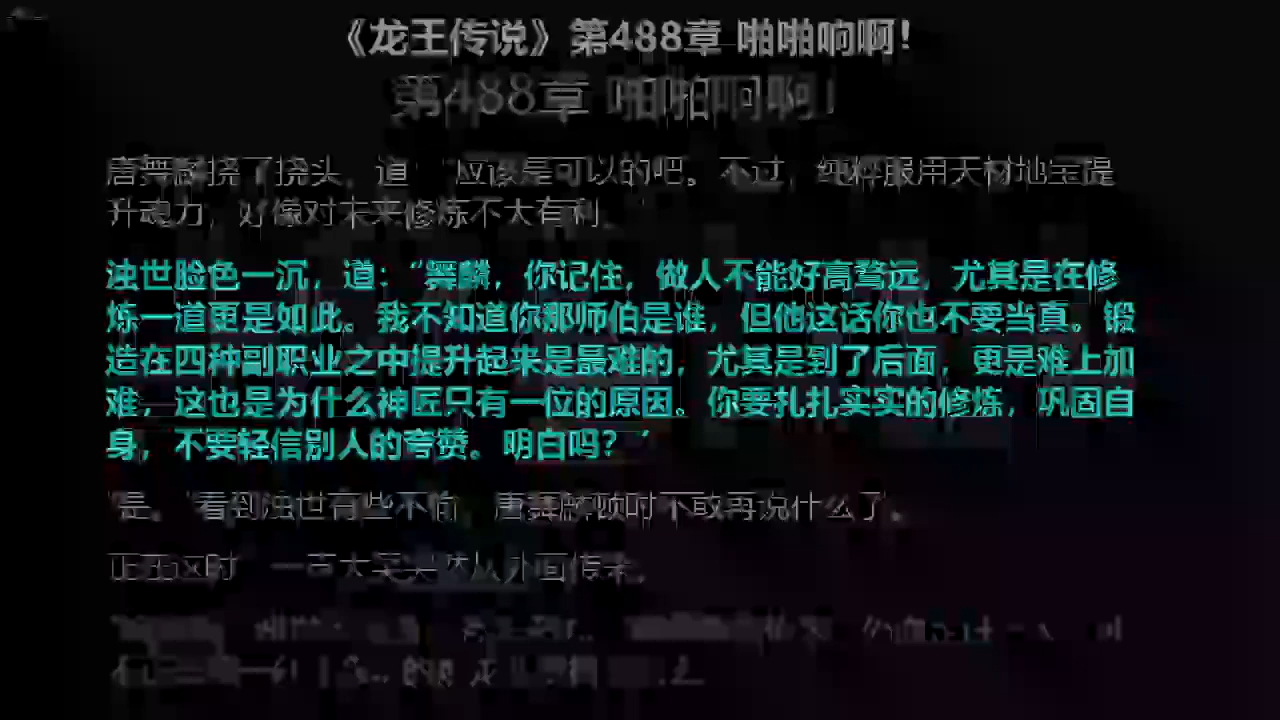 《龙王传说》第488章 啪啪响啊！
第488章 啪啪响啊！
唐舞麟挠了挠头，道：“应该是可以的吧。不过，纯粹服用天材地宝提
升魂力，好像对未来修炼不太有利。”
浊世脸色一沉，道：“舞麟，你记住，做人不能好高骛远，尤其是在修
炼一道更是如此。我不知道你那师伯是谁，但他这话你也不要当真。锻
造在四种副职业之中提升起来是最难的，尤其是到了后面，更是难上加
难，这也是为什么神匠只有一位的原因。你要扎扎实实的修炼，巩固自
身，不要轻信别人的夸赞。明白吗？”
“是。”看到浊世有些不愉，唐舞麟顿时不敢再说什么了。
正在这时，一声大笑突然从外面传来。